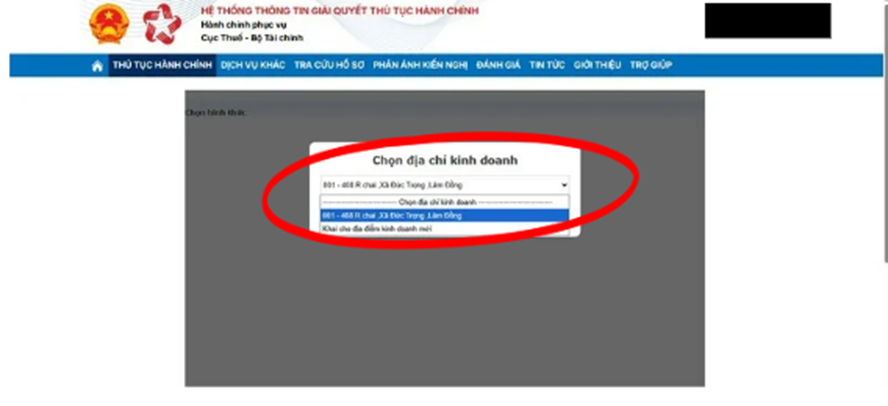 HỆ THỐNG THÔNG TIN GIẢI QUYẾT THỦ TỤC HÀNH CHÍNH
Hành chính phục vụ
Cục Thuế - Bộ Tài chính
THỦ TỤC HÀNH CHÍNH DỊCH VỤ KHÁC TRA CỨU HỒ SƠ PHẢN ÁNH KIẾN NGHỊ ĐÁNH GIÁ TIN TỨC GIỚI THIỆU TRỢ GIÚP
Chọn hình thức
Chọn địa chỉ kinh doanh
001 - 468 R chai ,Xã Đức Trọng ,Lâm Đồng
Chọn địa chỉ kinh doanh
001 - 468 R chai ,Xã Đức Trọng ,Lâm Đồng
Khai cho địa điểm kinh doanh mới